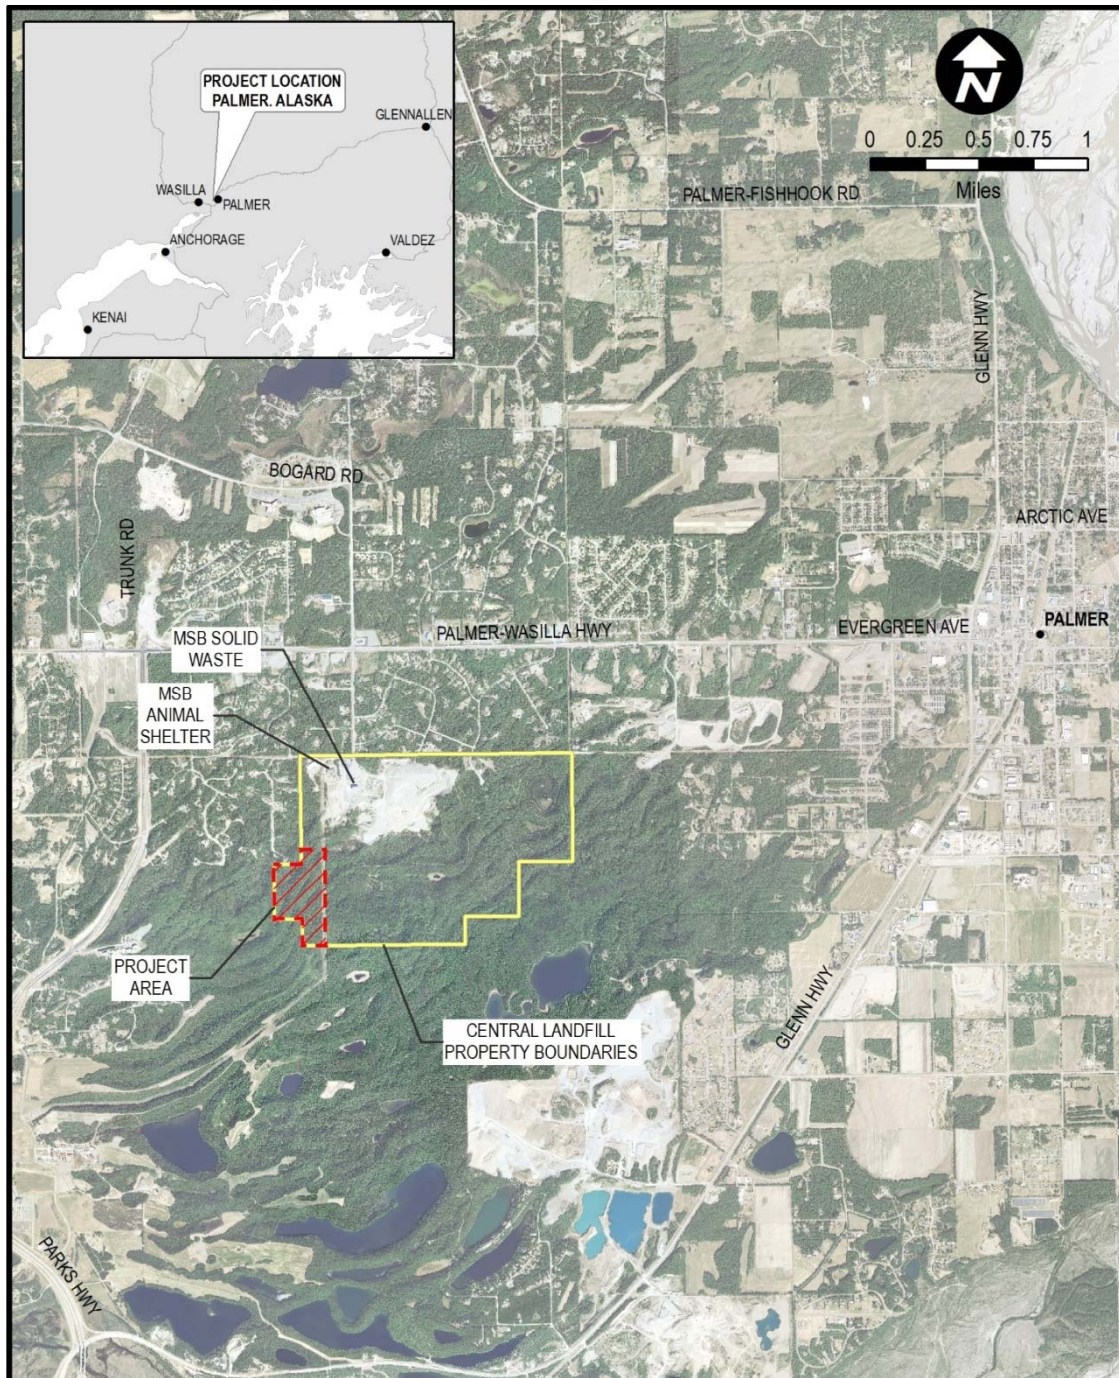 PROJECT LOCATION
PALMER. ALASKA
GLENNALLEN
WASILLA
PALMER
ANCHORAGE
VALDEZ
KENAI
N
0 0.25 0.5 0.75 1
Miles
PALMER-FISHHOOK RD
GLENN HWY
BOGARD RD
TRUNK RD
ARCTIC AVE
MSB SOLID
WASTE
PALMER-WASILLA HWY
EVERGREEN AVE
PALMER
MSB
ANIMAL
SHELTER
PROJECT
AREA
CENTRAL LANDFILL
PROPERTY BOUNDARIES
GLENN HWY
PARKS HWY